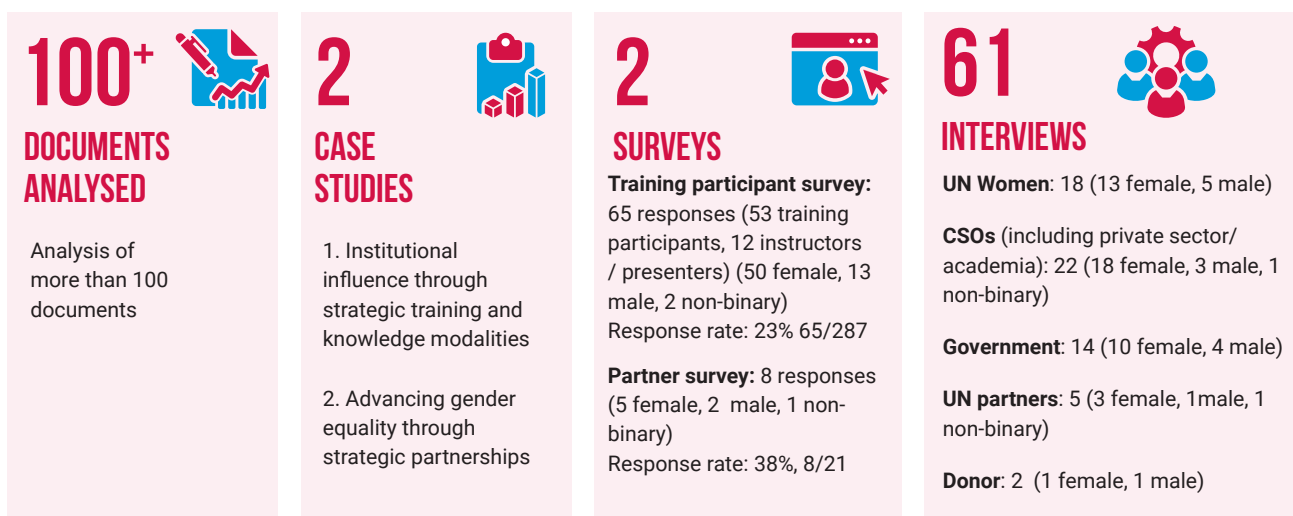 100+
DOCUMENTS
ANALYSED
Analysis of
more than 100
documents
2
CASE
STUDIES
1. Institutional
influence through
strategic training and
knowledge modalities
2. Advancing gender
equality through
strategic partnerships
2
SURVEYS
Training participant survey:
65 responses (53 training
participants, 12 instructors
/ presenters) (50 female, 13
male, 2 non-binary)
Response rate: 23% 65/287
Partner survey: 8 responses
(5 female, 2 male, 1 non-
binary)
Response rate: 38%, 8/21
61
INTERVIEWS
UN Women: 18 (13 female, 5 male)
CSOs (including private sector/
academia): 22 (18 female, 3 male, 1
non-binary)
Government: 14 (10 female, 4 male)
UN partners: 5 (3 female, 1male, 1
non-binary)
Donor: 2 (1 female, 1 male)